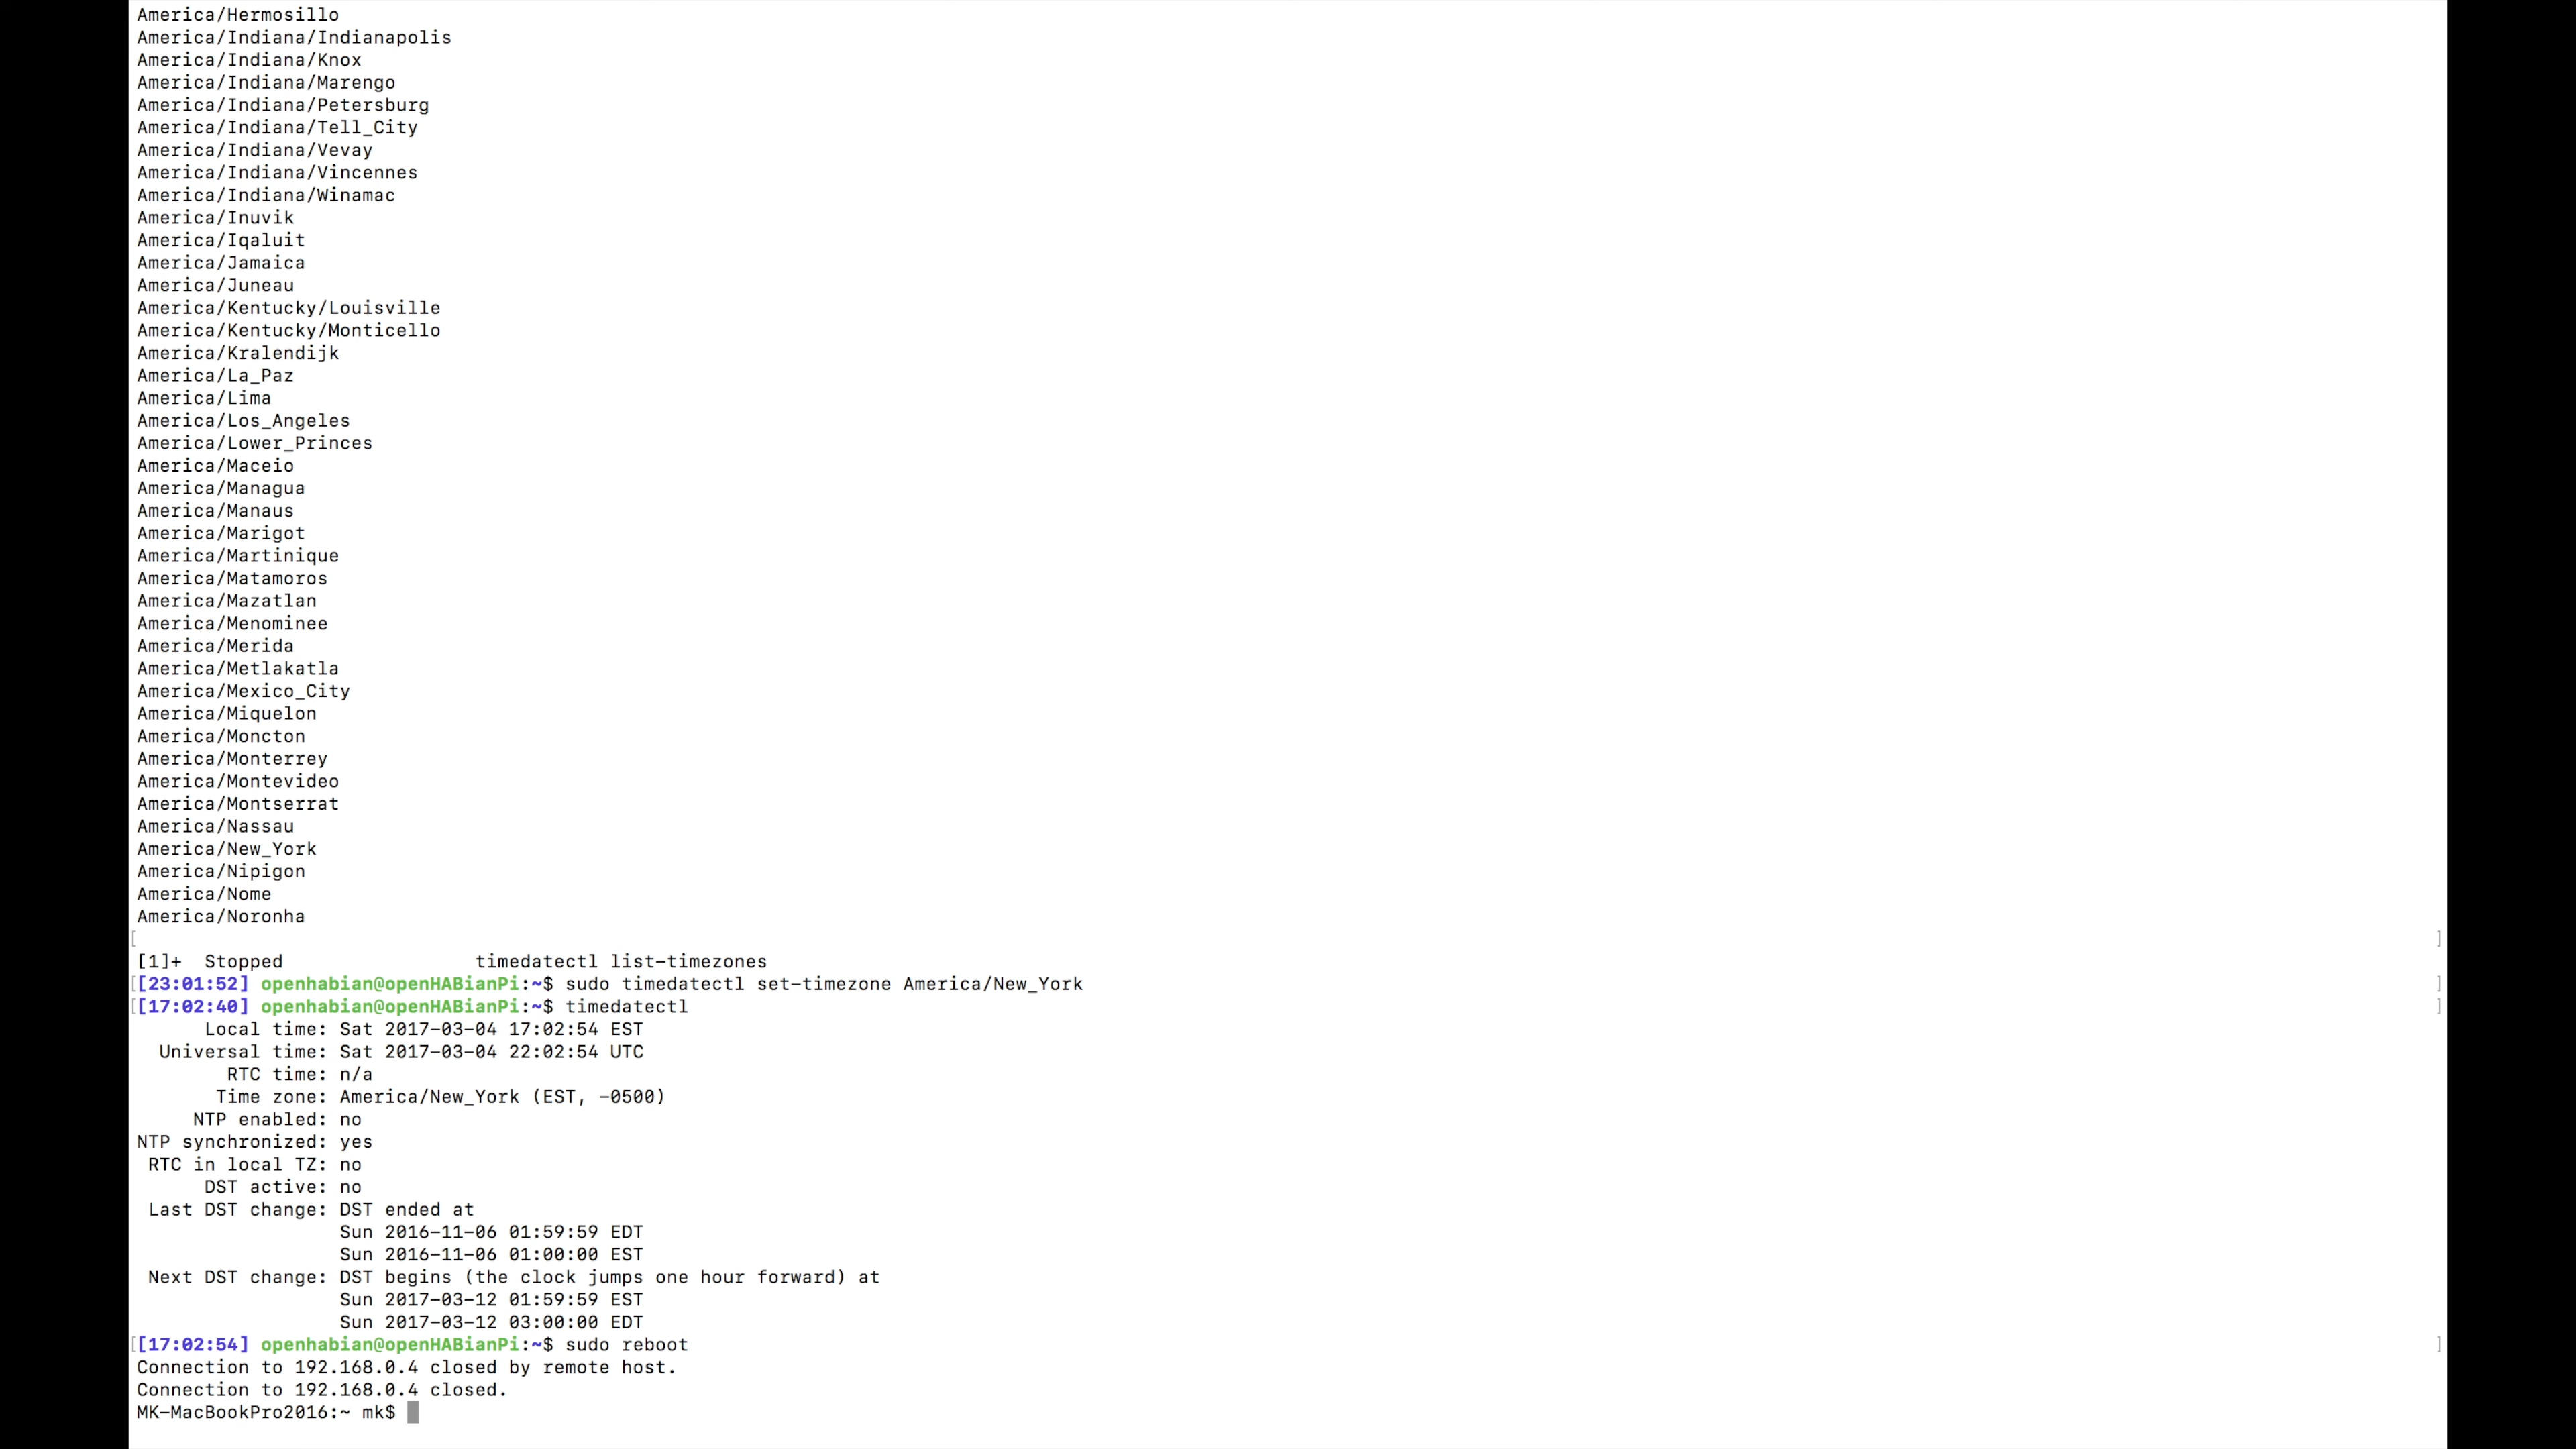 America/Hermosillo
America/Indiana/Indianapolis
America/Indiana/Knox
America/Indiana/Marengo
America/Indiana/Petersburg
America/Indiana/Tell_City
America/Indiana/Vevay
America/Indiana/Vincennes
America/Indiana/Winamac
America/Inuvik
America/Iqaluit
America/Jamaica
America/Juneau
America/Kentucky/Louisville
America/Kentucky/Monticello
America/Kralendijk
America/La_Paz
America/Lima
America/Los_Angeles
America/Lower_Princes
America/Maceio
America/Managua
America/Manaus
America/Marigot
America/Martinique
America/Matamoros
America/Mazatlan
America/Menominee
America/Merida
America/Metlakatla
America/Mexico_City
America/Miquelon
America/Moncton
America/Monterrey
America/Montevideo
America/Montserrat
America/Nassau
America/New_York
America/Nipigon
America/Nome
America/Noronha
[ ]
[1]+  Stopped                 timedatectl list-timezones
[[23:01:52] openhabian@openHABianPi:~$ sudo timedatectl set-timezone America/New_York ]
[[17:02:40] openhabian@openHABianPi:~$ timedatectl ]
      Local time: Sat 2017-03-04 17:02:54 EST
  Universal time: Sat 2017-03-04 22:02:54 UTC
        RTC time: n/a
       Time zone: America/New_York (EST, -0500)
     NTP enabled: no
NTP synchronized: yes
 RTC in local TZ: no
      DST active: no
 Last DST change: DST ended at
                  Sun 2016-11-06 01:59:59 EDT
                  Sun 2016-11-06 01:00:00 EST
 Next DST change: DST begins (the clock jumps one hour forward) at
                  Sun 2017-03-12 01:59:59 EST
                  Sun 2017-03-12 03:00:00 EDT
[[17:02:54] openhabian@openHABianPi:~$ sudo reboot ]
Connection to 192.168.0.4 closed by remote host.
Connection to 192.168.0.4 closed.
MK-MacBookPro2016:~ mk$